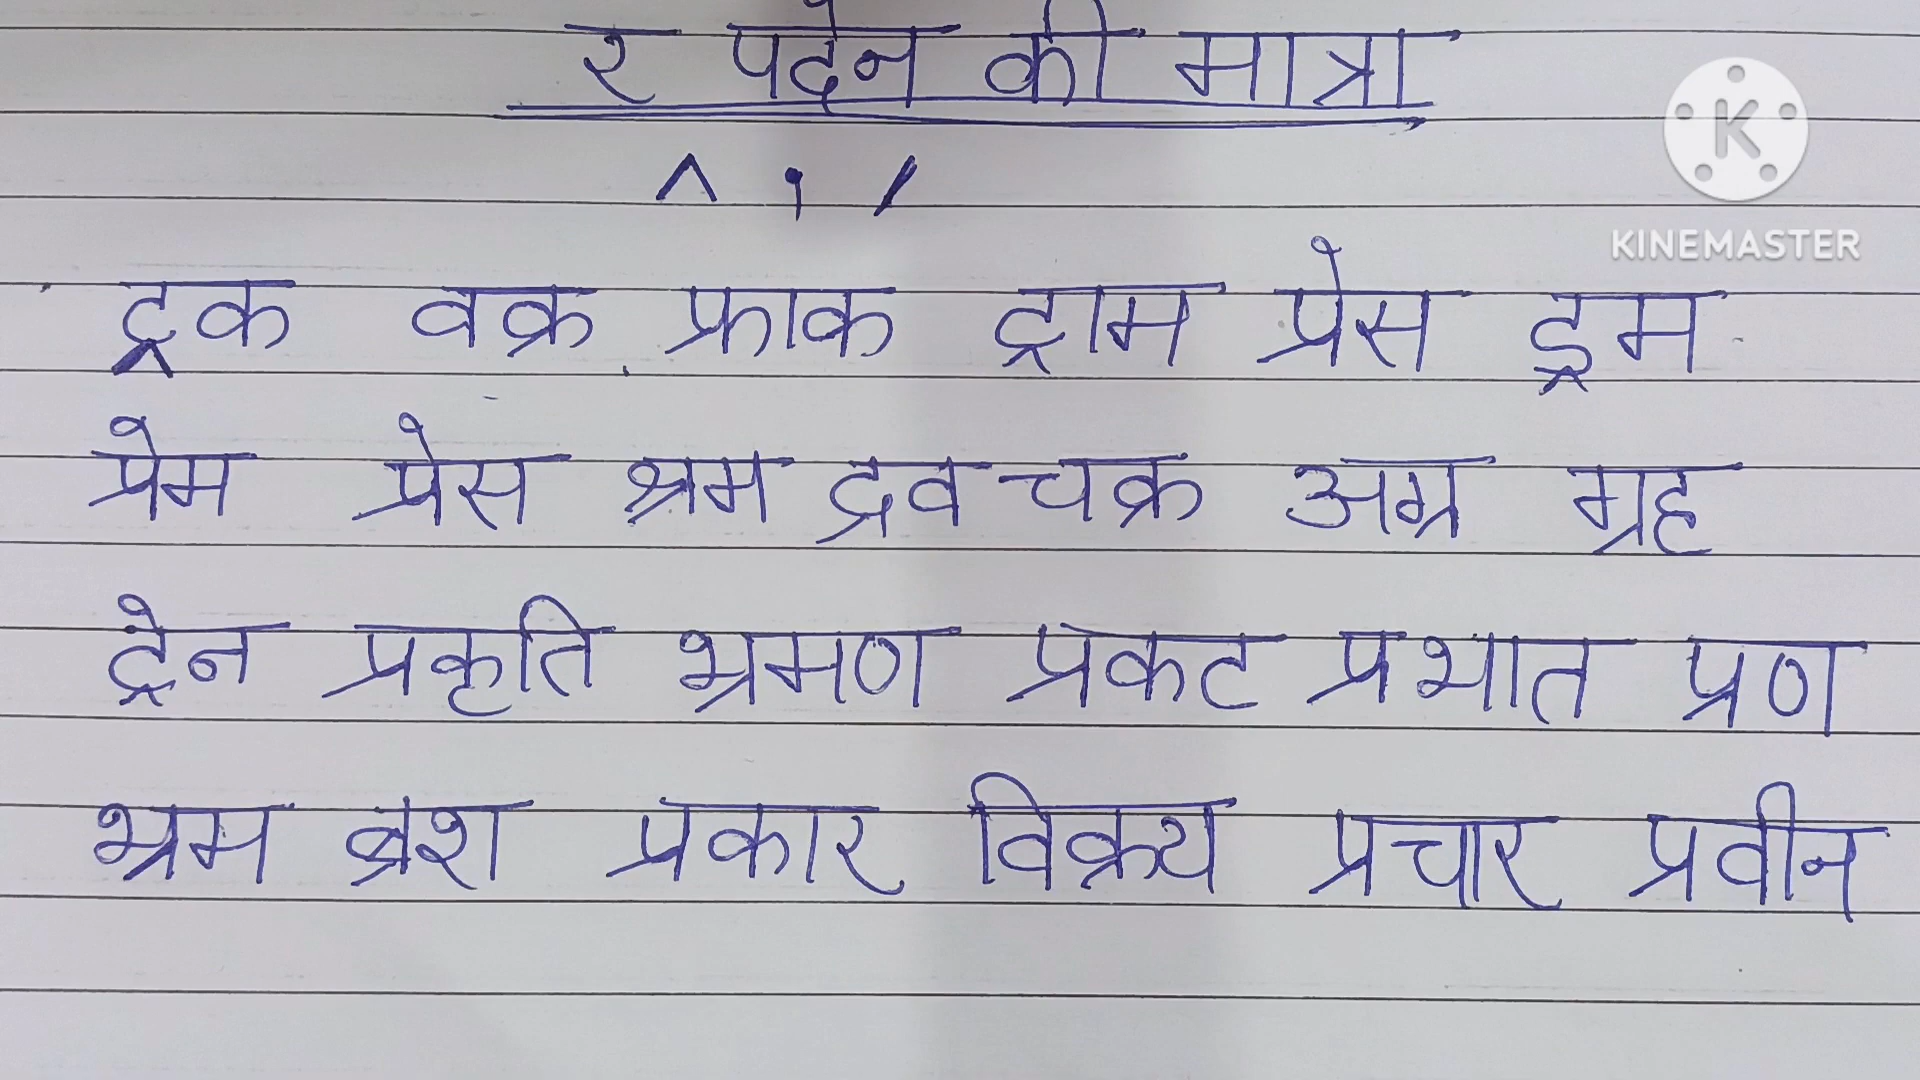 र पदेन की मात्रा
^ , /
ट्रक वक्र फ्राक ट्राम प्रेस ड्रम
प्रेम प्रेस श्रम द्रव चक्र अग्र ग्रह
ट्रेन प्रकृति भ्रमण प्रकट प्रभात प्रण
भ्रम ब्रश प्रकार विक्रय प्रचार प्रवीन
K
KINEMASTER